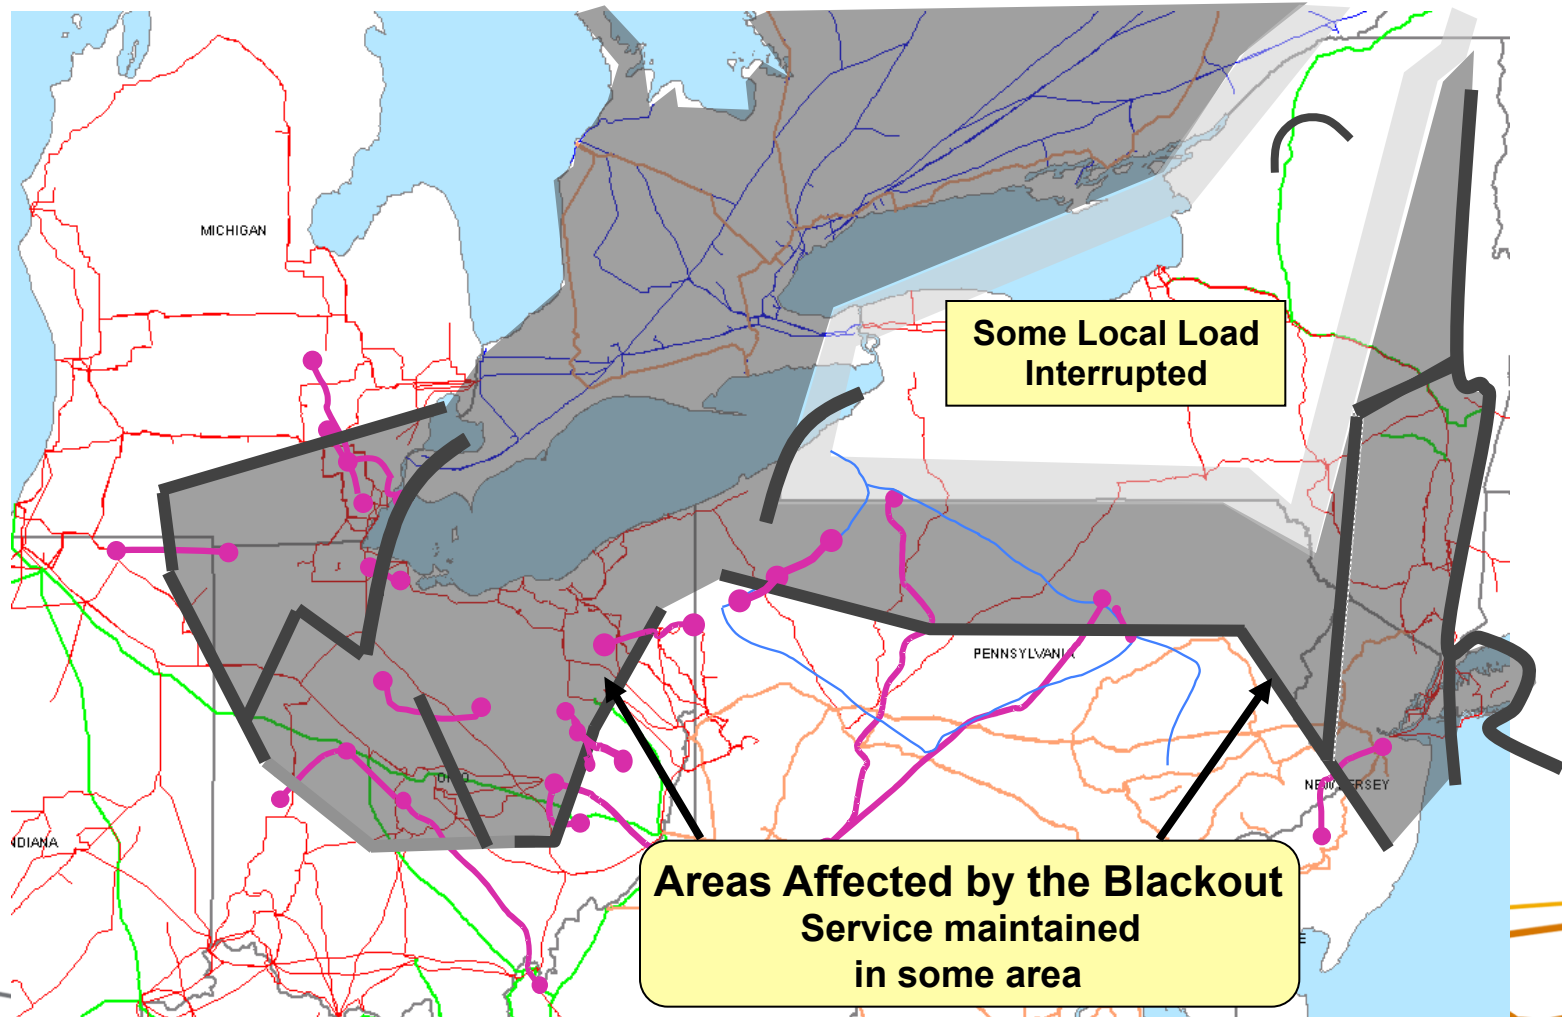 MICHIGAN
Some Local Load
Interrupted
PENNSYLVANIA
OHIO
NEW JERSEY
NDIANA
Areas Affected by the Blackout
Service maintained
in some area
E